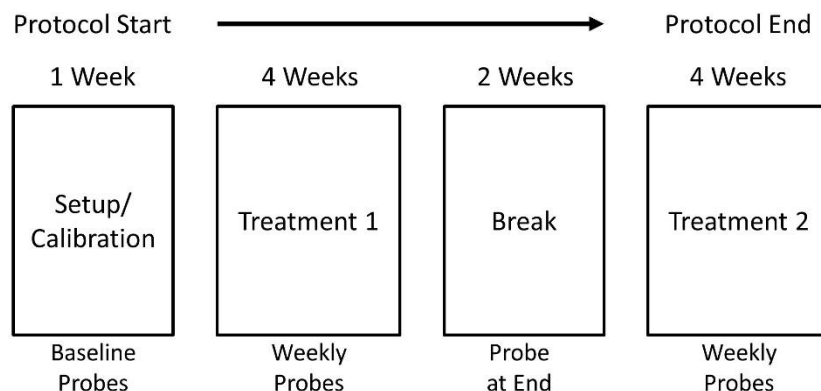 Protocol Start
Protocol End
1 Week
4 Weeks
2 Weeks
4 Weeks
Setup/
Calibration
Treatment 1
Break
Treatment 2
Baseline
Probes
Weekly
Probes
Probe
at End
Weekly
Probes